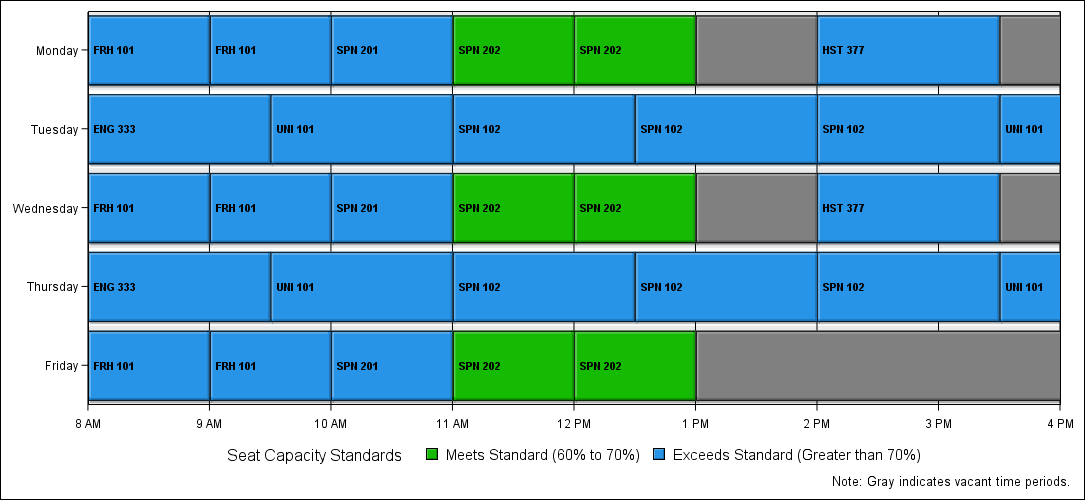 Monday FRH 101 FRH 101 SPN 201 SPN 202 SPN 202 HST 377
Tuesday ENG 333 UNI 101 SPN 102 SPN 102 SPN 102 UNI 101
Wednesday FRH 101 FRH 101 SPN 201 SPN 202 SPN 202 HST 377
Thursday ENG 333 UNI 101 SPN 102 SPN 102 SPN 102 UNI 101
Friday FRH 101 FRH 101 SPN 201 SPN 202 SPN 202
8 AM 9 AM 10 AM 11 AM 12 PM 1 PM 2 PM 3 PM 4 PM
Seat Capacity Standards Meets Standard (60% to 70%) Exceeds Standard (Greater than 70%)
Note: Gray indicates vacant time periods.